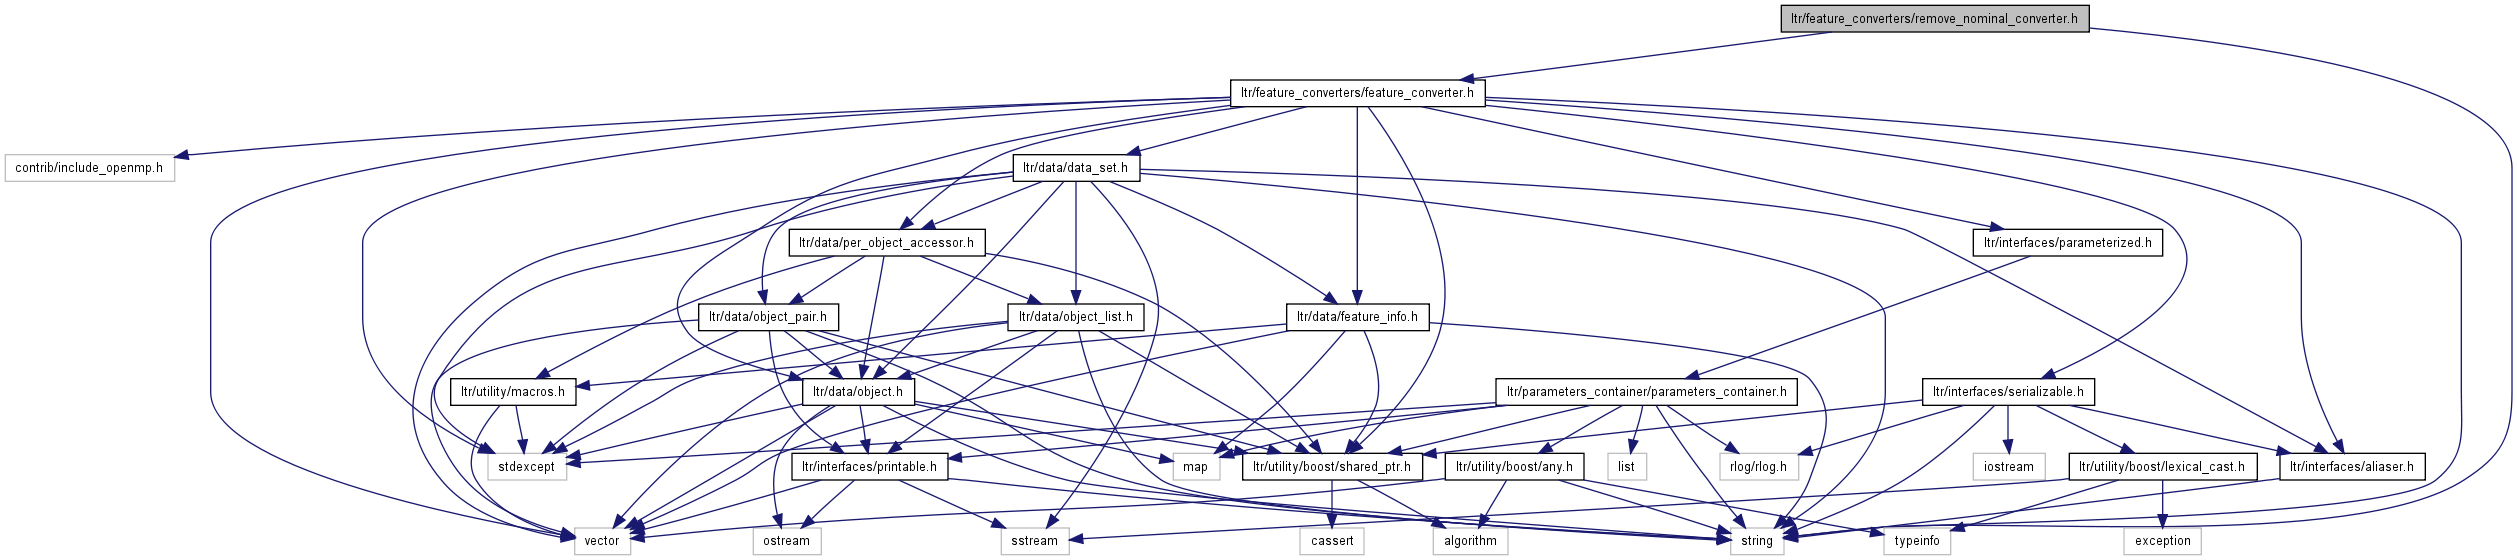 ltr/feature_converters/remove_nominal_converter.h
ltr/feature_converters/feature_converter.h
contrib/include_openmp.h
ltr/data/data_set.h
ltr/data/per_object_accessor.h
ltr/interfaces/parameterized.h
ltr/data/object_pair.h
ltr/data/object_list.h
ltr/data/feature_info.h
ltr/utility/macros.h
ltr/data/object.h
ltr/parameters_container/parameters_container.h
ltr/interfaces/serializable.h
stdexcept
ltr/interfaces/printable.h
map
ltr/utility/boost/shared_ptr.h
ltr/utility/boost/any.h
list
rlog/rlog.h
iostream
ltr/utility/boost/lexical_cast.h
ltr/interfaces/aliaser.h
vector
ostream
sstream
cassert
algorithm
string
typeinfo
exception